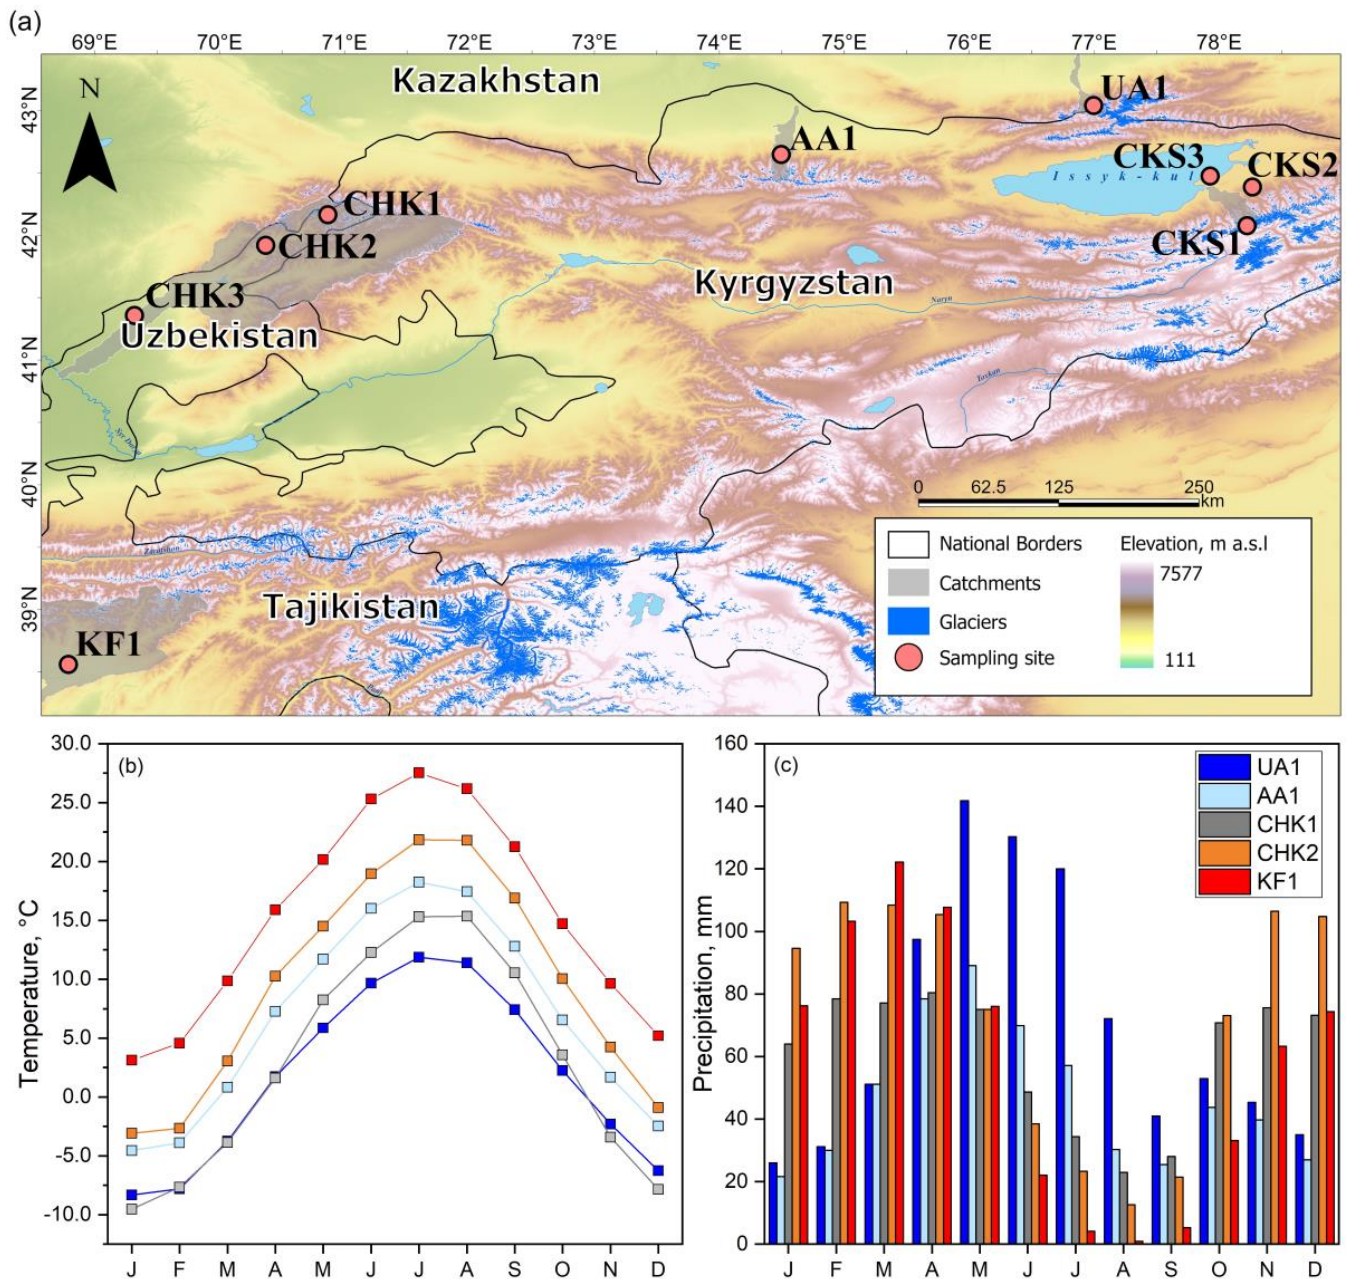 (a)
69°E 70°E 71°E 72°E 73°E 74°E 75°E 76°E 77°E 78°E
43°N
42°N
41°N
40°N
39°N
N
Kazakhstan
UA1
AA1
CKS3
CKS2
Issyk-kul
CHK1
CKS1
CHK2
Kyrgyzstan
Naryn
CHK3
Uzbekistan
0 62.5 125 250
km
National Borders
Catchments
Glaciers
Sampling site
Elevation, m a.s.l
7577
111
Tajikistan
KF1
(b)
Temperature, °C
30.0
25.0
20.0
15.0
10.0
5.0
0.0
-5.0
-10.0
J F M A M J J A S O N D
(c)
Precipitation, mm
160
140
120
100
80
60
40
20
0
UA1
AA1
CHK1
CHK2
KF1
J F M A M J J A S O N D